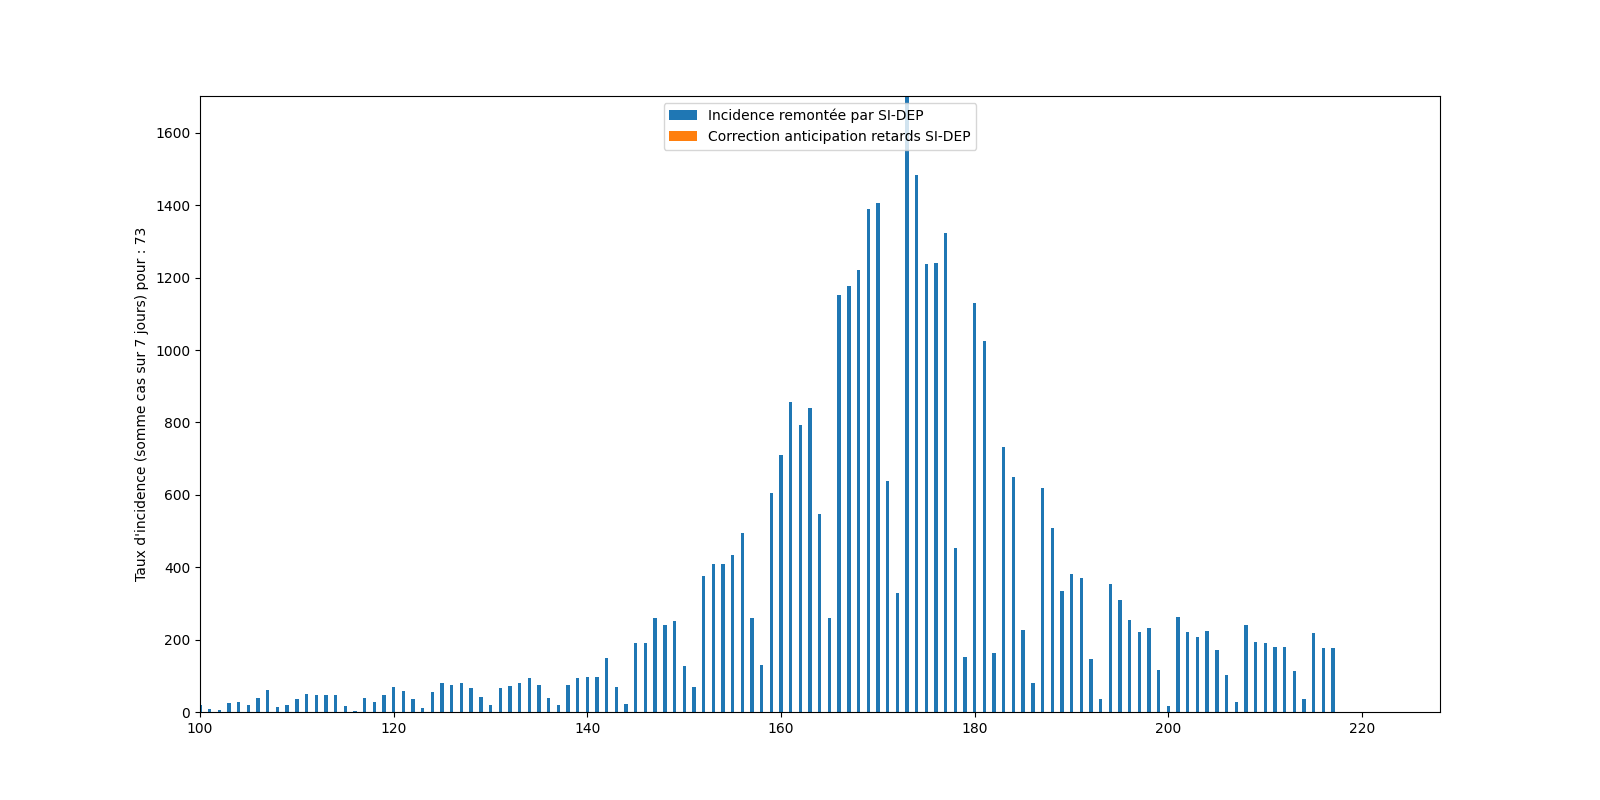 Incidence remontée par SI-DEP
Correction anticipation retards SI-DEP
Taux d'incidence (somme cas sur 7 jours) pour : 73
1600
1400
1200
1000
800
600
400
200
0
100 120 140 160 180 200 220